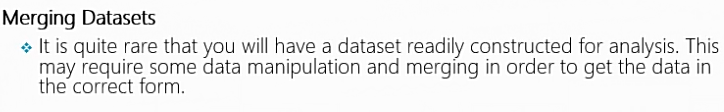 Merging Datasets
❖ It is quite rare that you will have a dataset readily constructed for analysis. This
may require some data manipulation and merging in order to get the data in
the correct form.